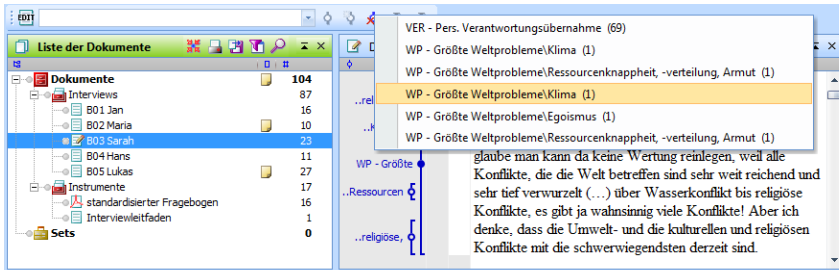 EDIT
VER - Pers. Verantwortungsübernahme (69)
WP - Größte Weltprobleme\Klima (1)
WP - Größte Weltprobleme\Ressourcenknappheit, -verteilung, Armut (1)
WP - Größte Weltprobleme\Klima (1)
WP - Größte Weltprobleme\Egoismus (1)
WP - Größte Weltprobleme\Ressourcenknappheit, -verteilung, Armut (1)
Liste der Dokumente
Dokumente 104
Interviews 87
B01 Jan 16
B02 Maria 10
B03 Sarah 23
B04 Hans 11
B05 Lukas 27
Instrumente 17
standardisierter Fragebogen 16
Interviewleitfaden 1
Sets 0
D
..rel
..K
WP - Größte
..Ressourcen
..religiöse,
glaube man kann da keine Wertung reinlegen, weil alle
Konflikte, die die Welt betreffen sind sehr weit reichend und
sehr tief verwurzelt (…) über Wasserkonflikt bis religiöse
Konflikte, es gibt ja wahnsinnig viele Konflikte! Aber ich
denke, dass die Umwelt- und die kulturellen und religiösen
Konflikte mit die schwerwiegendsten derzeit sind.